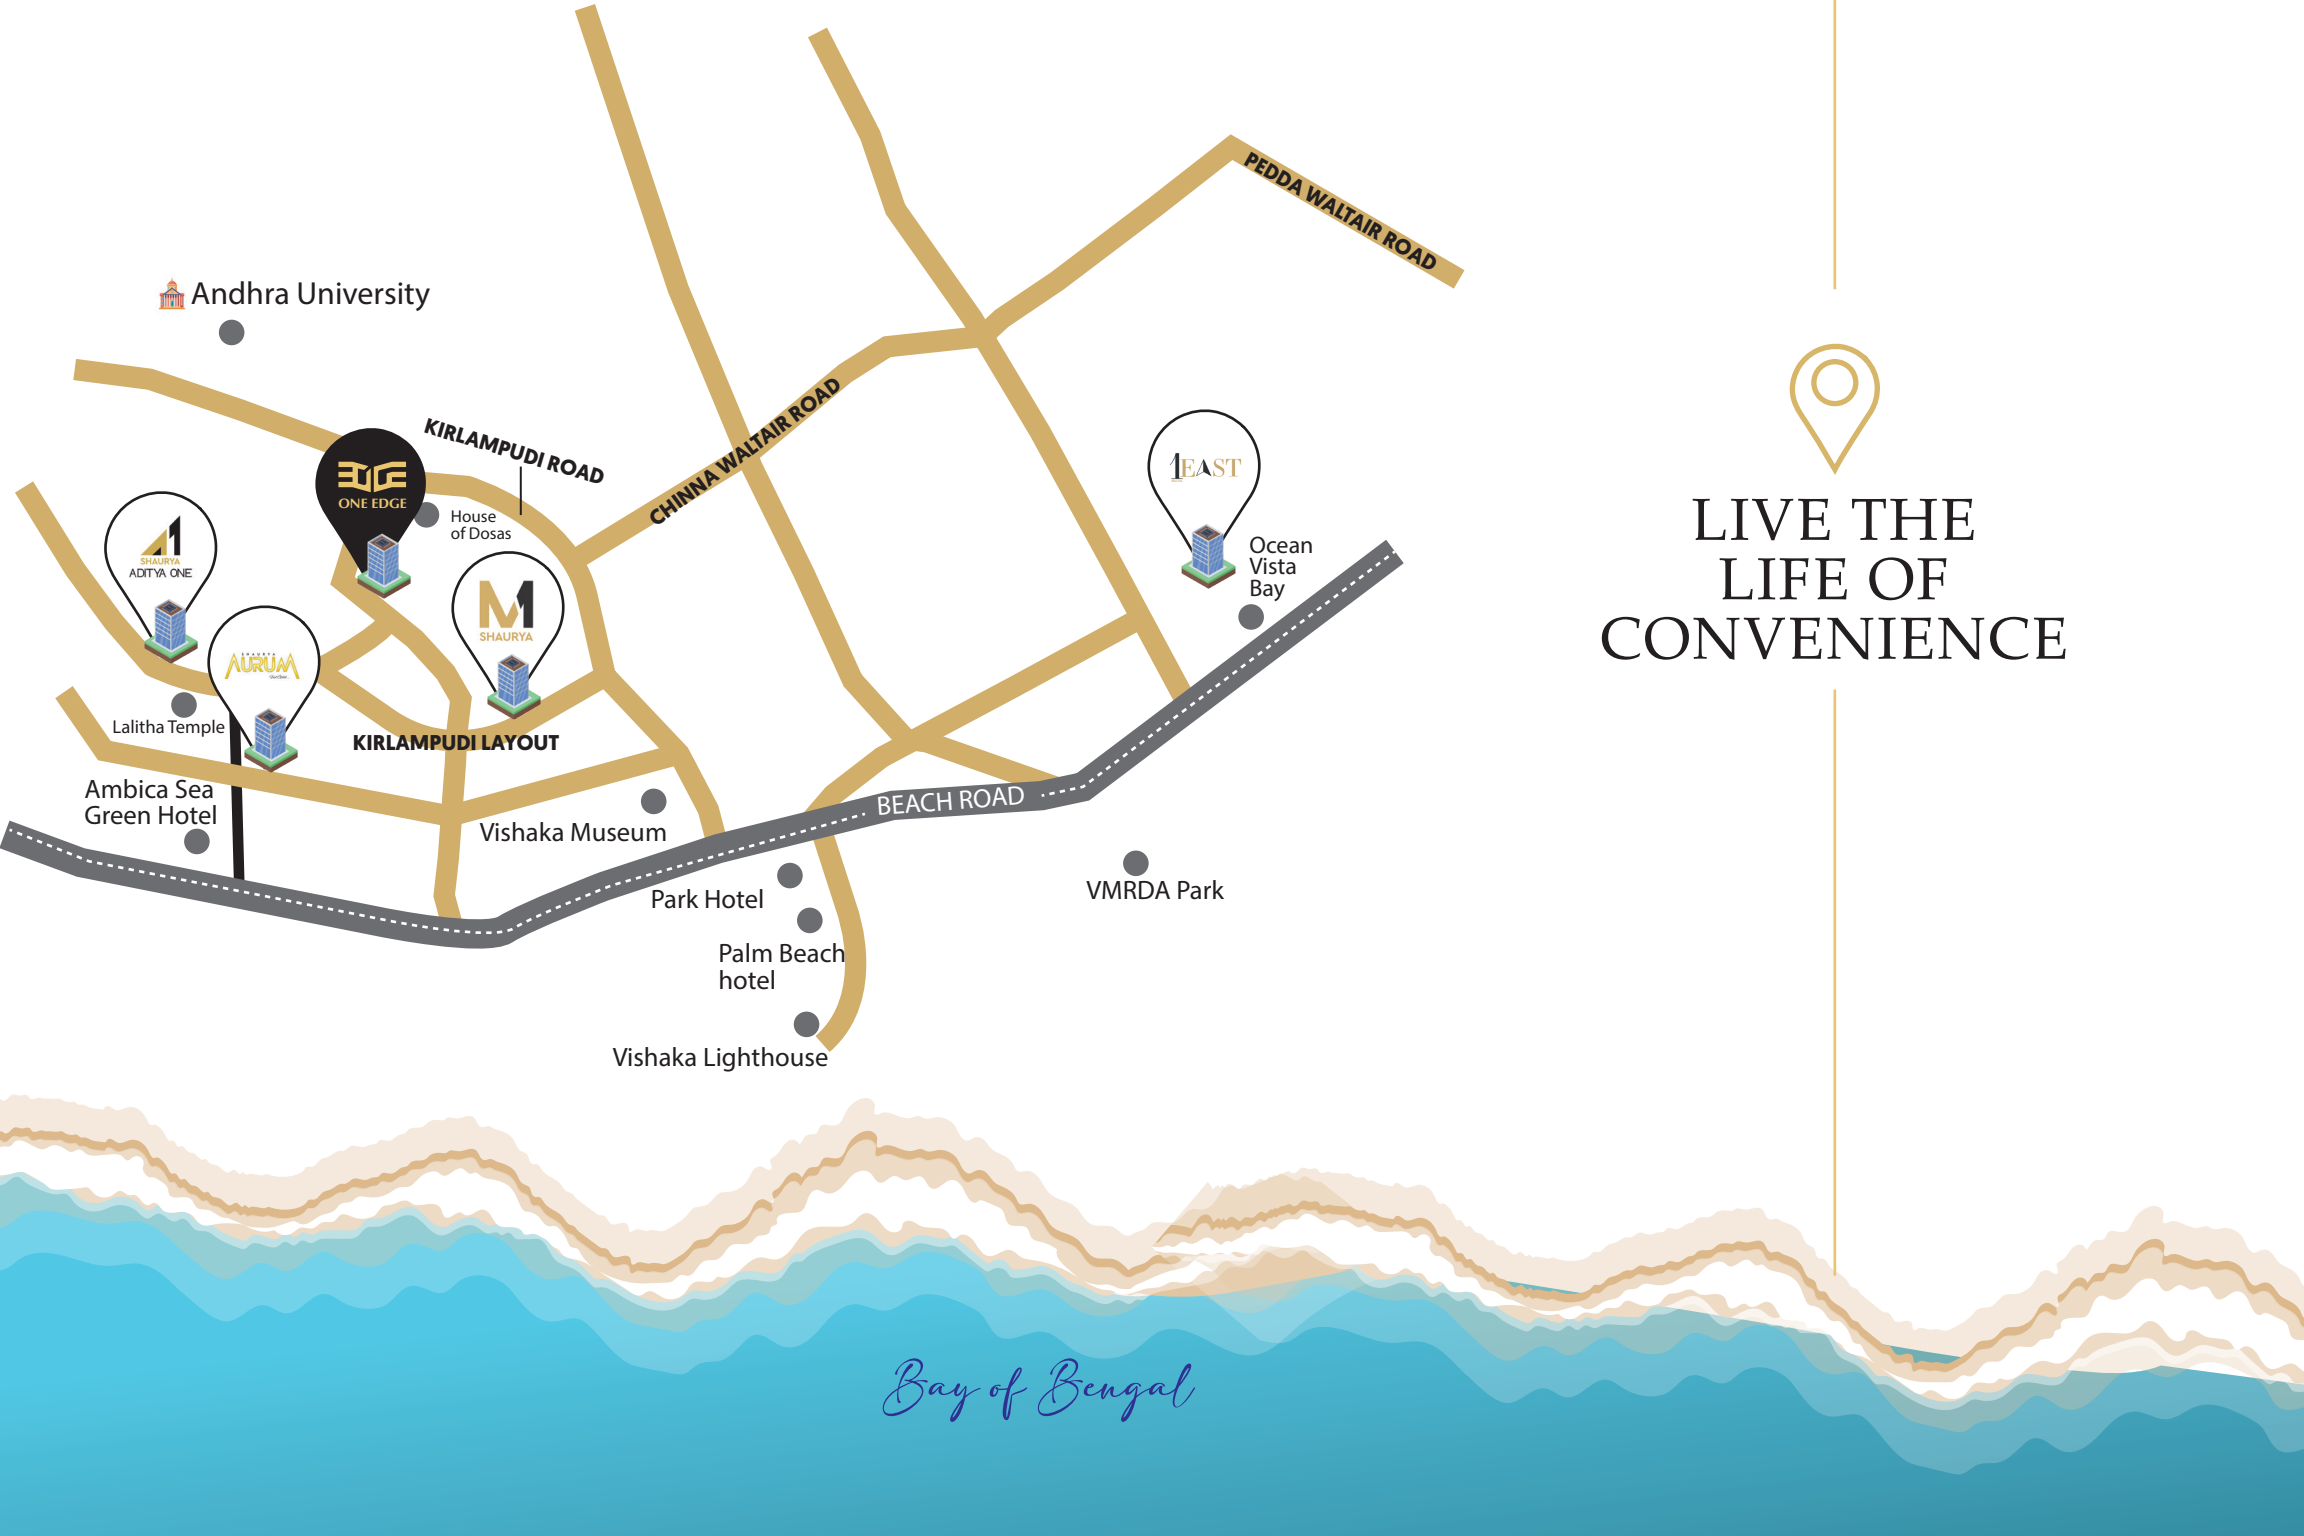 PEDDA WALTAIR ROAD
Andhra University
CHINNA WALTAIR ROAD
KIRLAMPUDI ROAD
1EAST
ONE EDGE
House
of Dosas
SHAURYA
ADITYA ONE
Ocean
Vista
Bay
M1
SHAURYA
SHAURYA
AURUM
Lalitha Temple
KIRLAMPUDI LAYOUT
Ambica Sea
Green Hotel
BEACH ROAD
Vishaka Museum
Park Hotel
VMRDA Park
Palm Beach
hotel
Vishaka Lighthouse
LIVE THE
LIFE OF
CONVENIENCE
Bay of Bengal